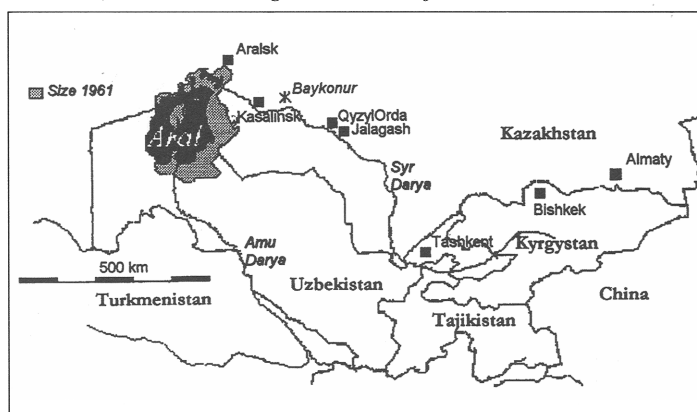 Aralsk
Size 1961
Baykonur
Kasalinsk
QyzylOrda
Jalagash
Aral
Kazakhstan
Almaty
Syr
Darya
Bishkek
Tashkent
Kyrgystan
Amu
Darya
500 km
Uzbekistan
China
Turkmenistan
Tajikistan